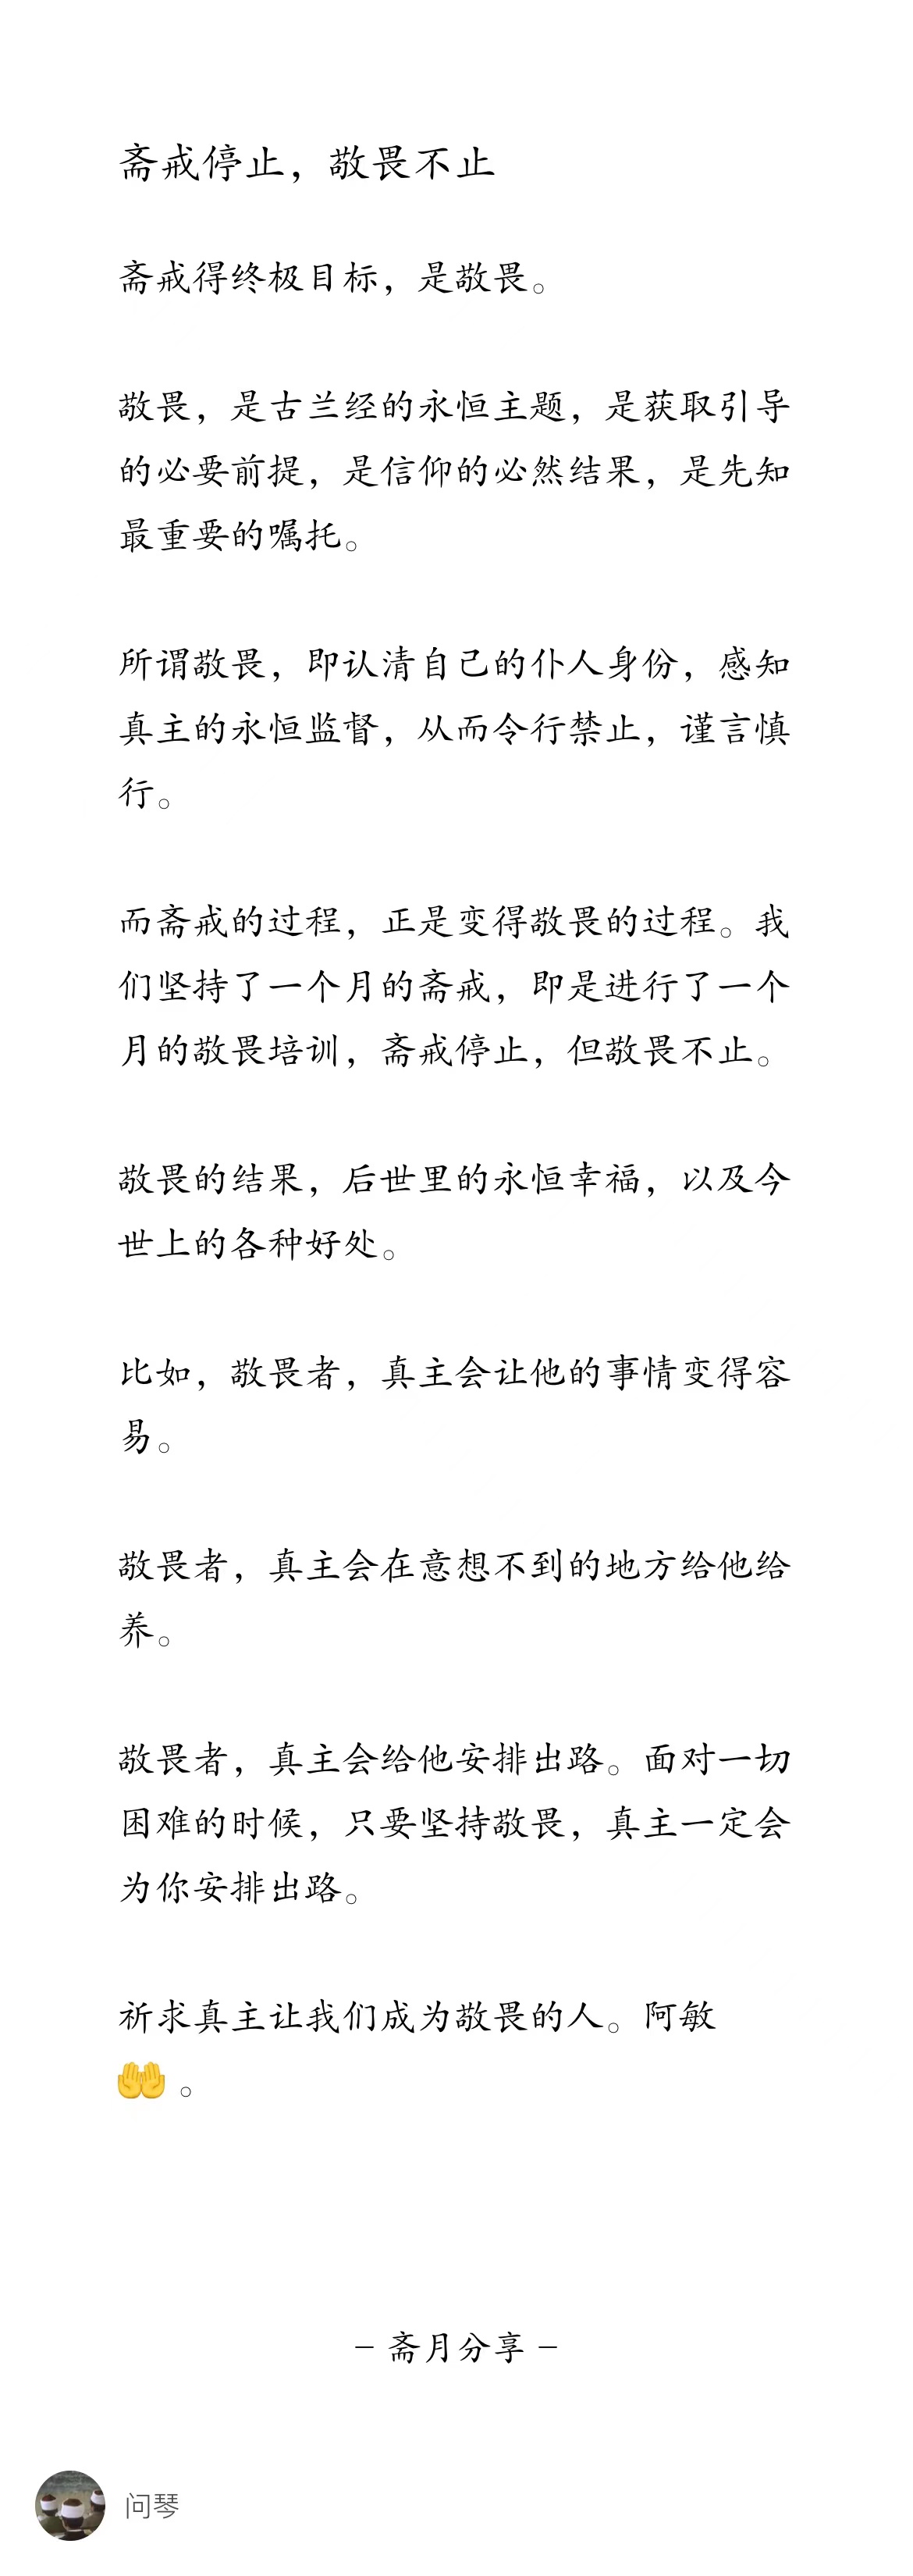 斋戒停止，敬畏不止
斋戒得终极目标，是敬畏。
敬畏，是古兰经的永恒主题，是获取引导
的必要前提，是信仰的必然结果，是先知
最重要的嘱托。
所谓敬畏，即认清自己的仆人身份，感知
真主的永恒监督，从而令行禁止，谨言慎
行。
而斋戒的过程，正是变得敬畏的过程。我
们坚持了一个月的斋戒，即是进行了一个
月的敬畏培训，斋戒停止，但敬畏不止。
敬畏的结果，后世里的永恒幸福，以及今
世上的各种好处。
比如，敬畏者，真主会让他的事情变得容
易。
敬畏者，真主会在意想不到的地方给他给
养。
敬畏者，真主会给他安排出路。面对一切
困难的时候，只要坚持敬畏，真主一定会
为你安排出路。
祈求真主让我们成为敬畏的人。阿敏
🤲。
- 斋月分享 -
问琴